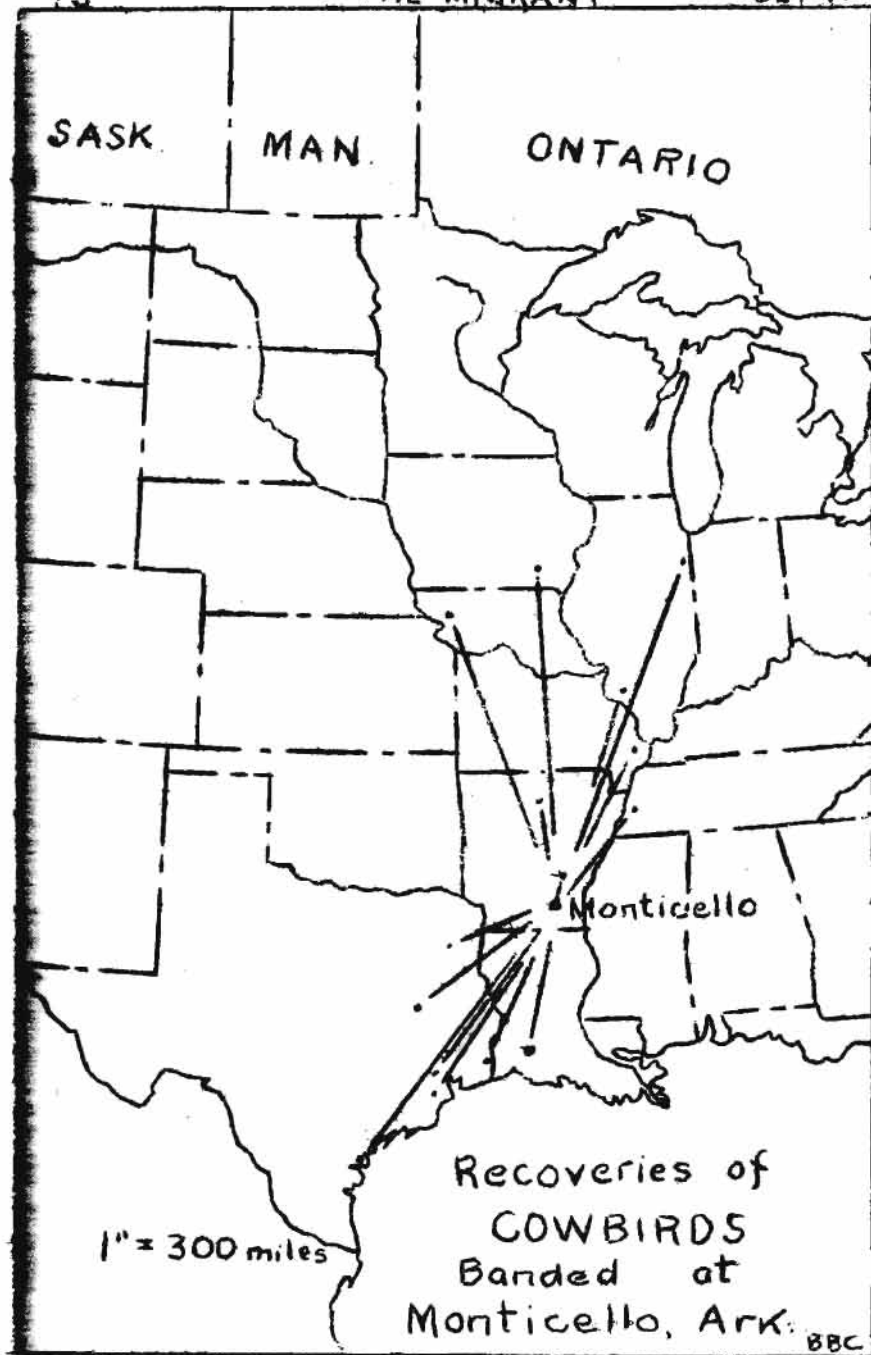 SASK.
MAN.
ONTARIO
Monticello
Recoveries of
COWBIRDS
1" = 300 miles
Banded at
Monticello, Ark.
BBC